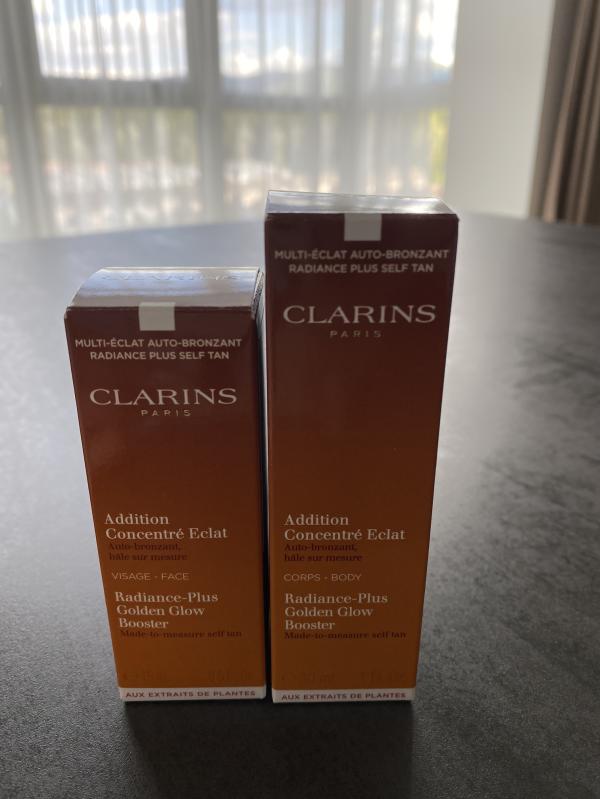 MULTI-ÉCLAT AUTO-BRONZANT
RADIANCE PLUS SELF TAN
CLARINS
PARIS
Addition
Concentré Eclat
Auto-bronzant,
hâle sur mesure
VISAGE - FACE
Radiance-Plus
Golden Glow
Booster
Made-to-measure self tan
AUX EXTRAITS DE PLANTES
MULTI-ÉCLAT AUTO-BRONZANT
RADIANCE PLUS SELF TAN
CLARINS
PARIS
Addition
Concentré Eclat
Auto-bronzant,
hâle sur mesure
CORPS - BODY
Radiance-Plus
Golden Glow
Booster
Made-to-measure self tan
AUX EXTRAITS DE PLANTES